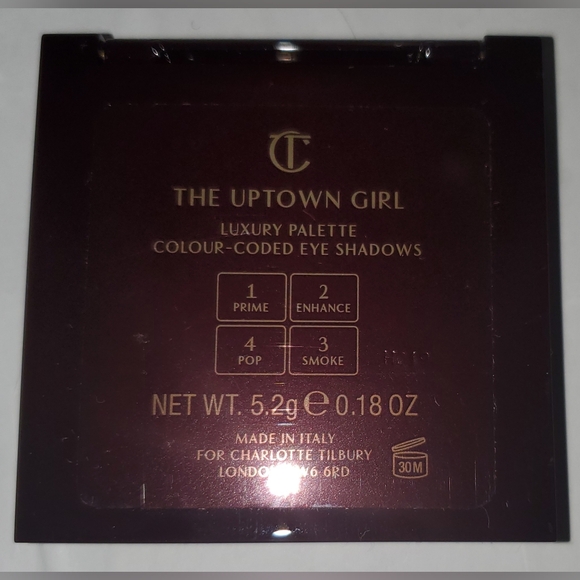 CT
THE UPTOWN GIRL
LUXURY PALETTE
COLOUR-CODED EYE SHADOWS
1 PRIME
2 ENHANCE
4 POP
3 SMOKE
NET WT. 5.2g ℮ 0.18 OZ
MADE IN ITALY
FOR CHARLOTTE TILBURY
6RD
30M